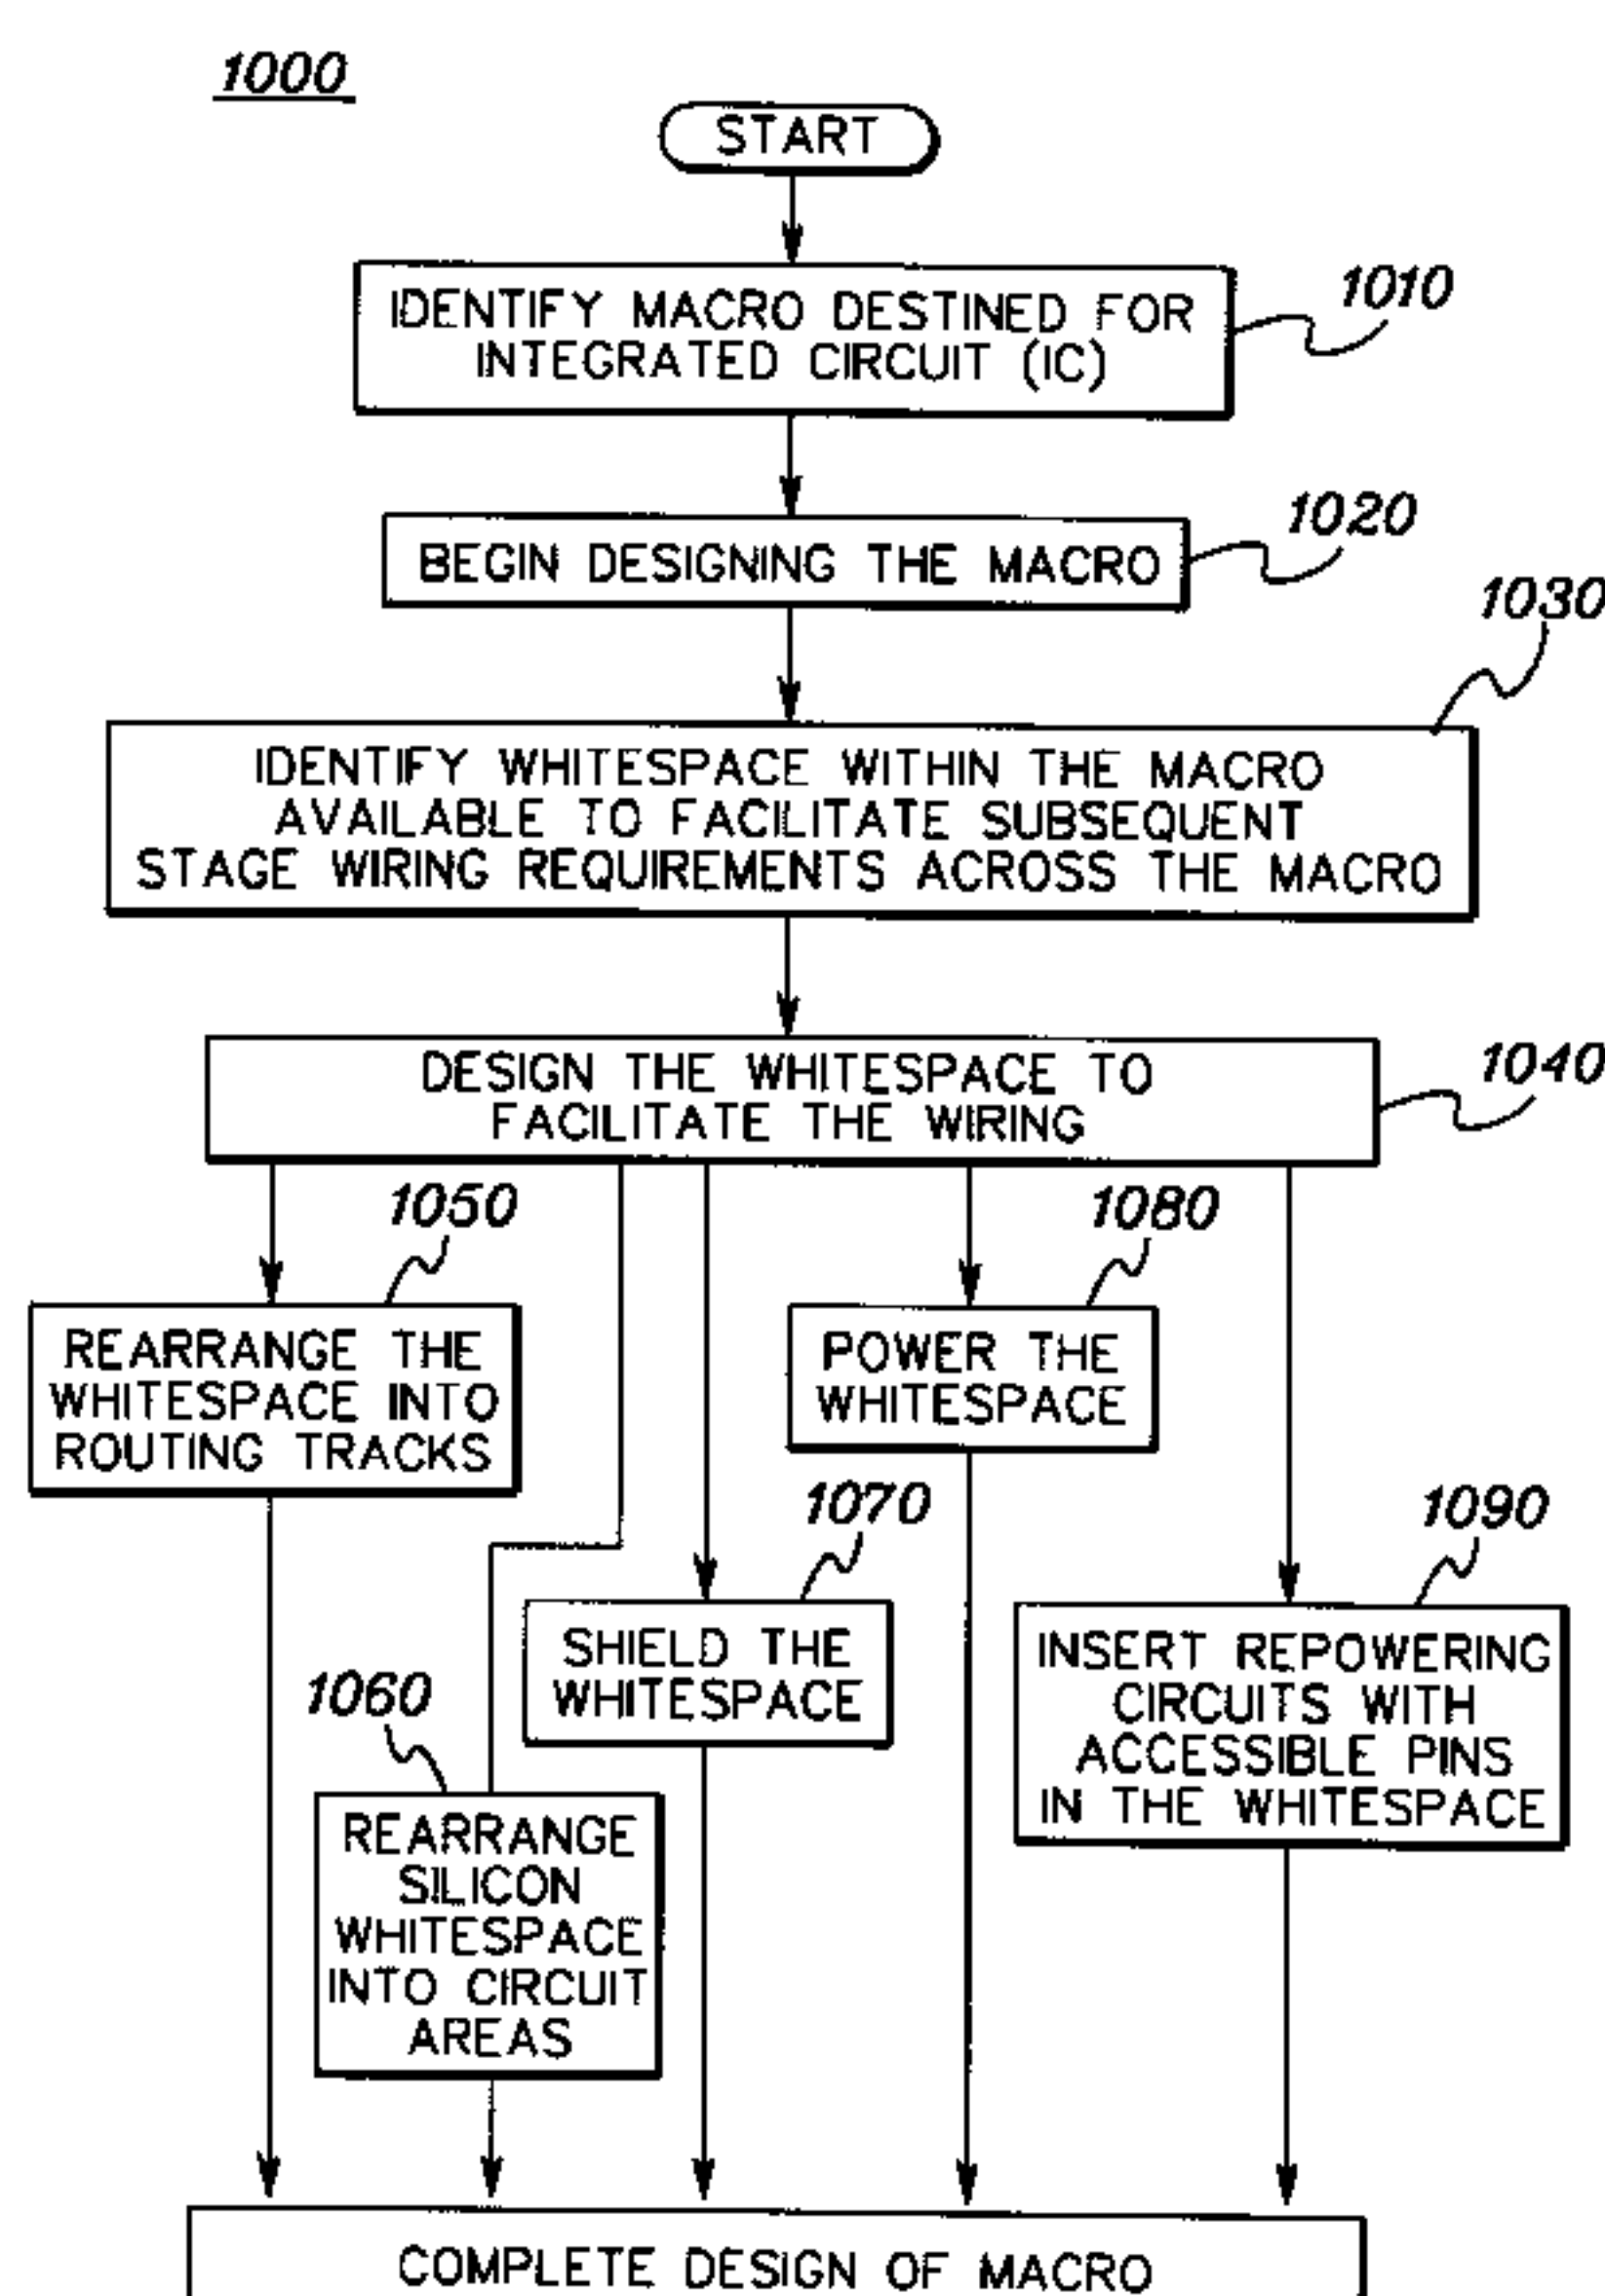 1000
START
IDENTIFY MACRO DESTINED FOR
INTEGRATED CIRCUIT (IC)
1010
BEGIN DESIGNING THE MACRO
1020
1030
IDENTIFY WHITESPACE WITHIN THE MACRO
AVAILABLE TO FACILITATE SUBSEQUENT
STAGE WIRING REQUIREMENTS ACROSS THE MACRO
DESIGN THE WHITESPACE TO
FACILITATE THE WIRING
1040
1050
REARRANGE THE
WHITESPACE INTO
ROUTING TRACKS
1080
POWER THE
WHITESPACE
1070
SHIELD THE
WHITESPACE
1090
INSERT REPOWERING
CIRCUITS WITH
ACCESSIBLE PINS
IN THE WHITESPACE
1060
REARRANGE
SILICON
WHITESPACE
INTO CIRCUIT
AREAS
COMPLETE DESIGN OF MACRO